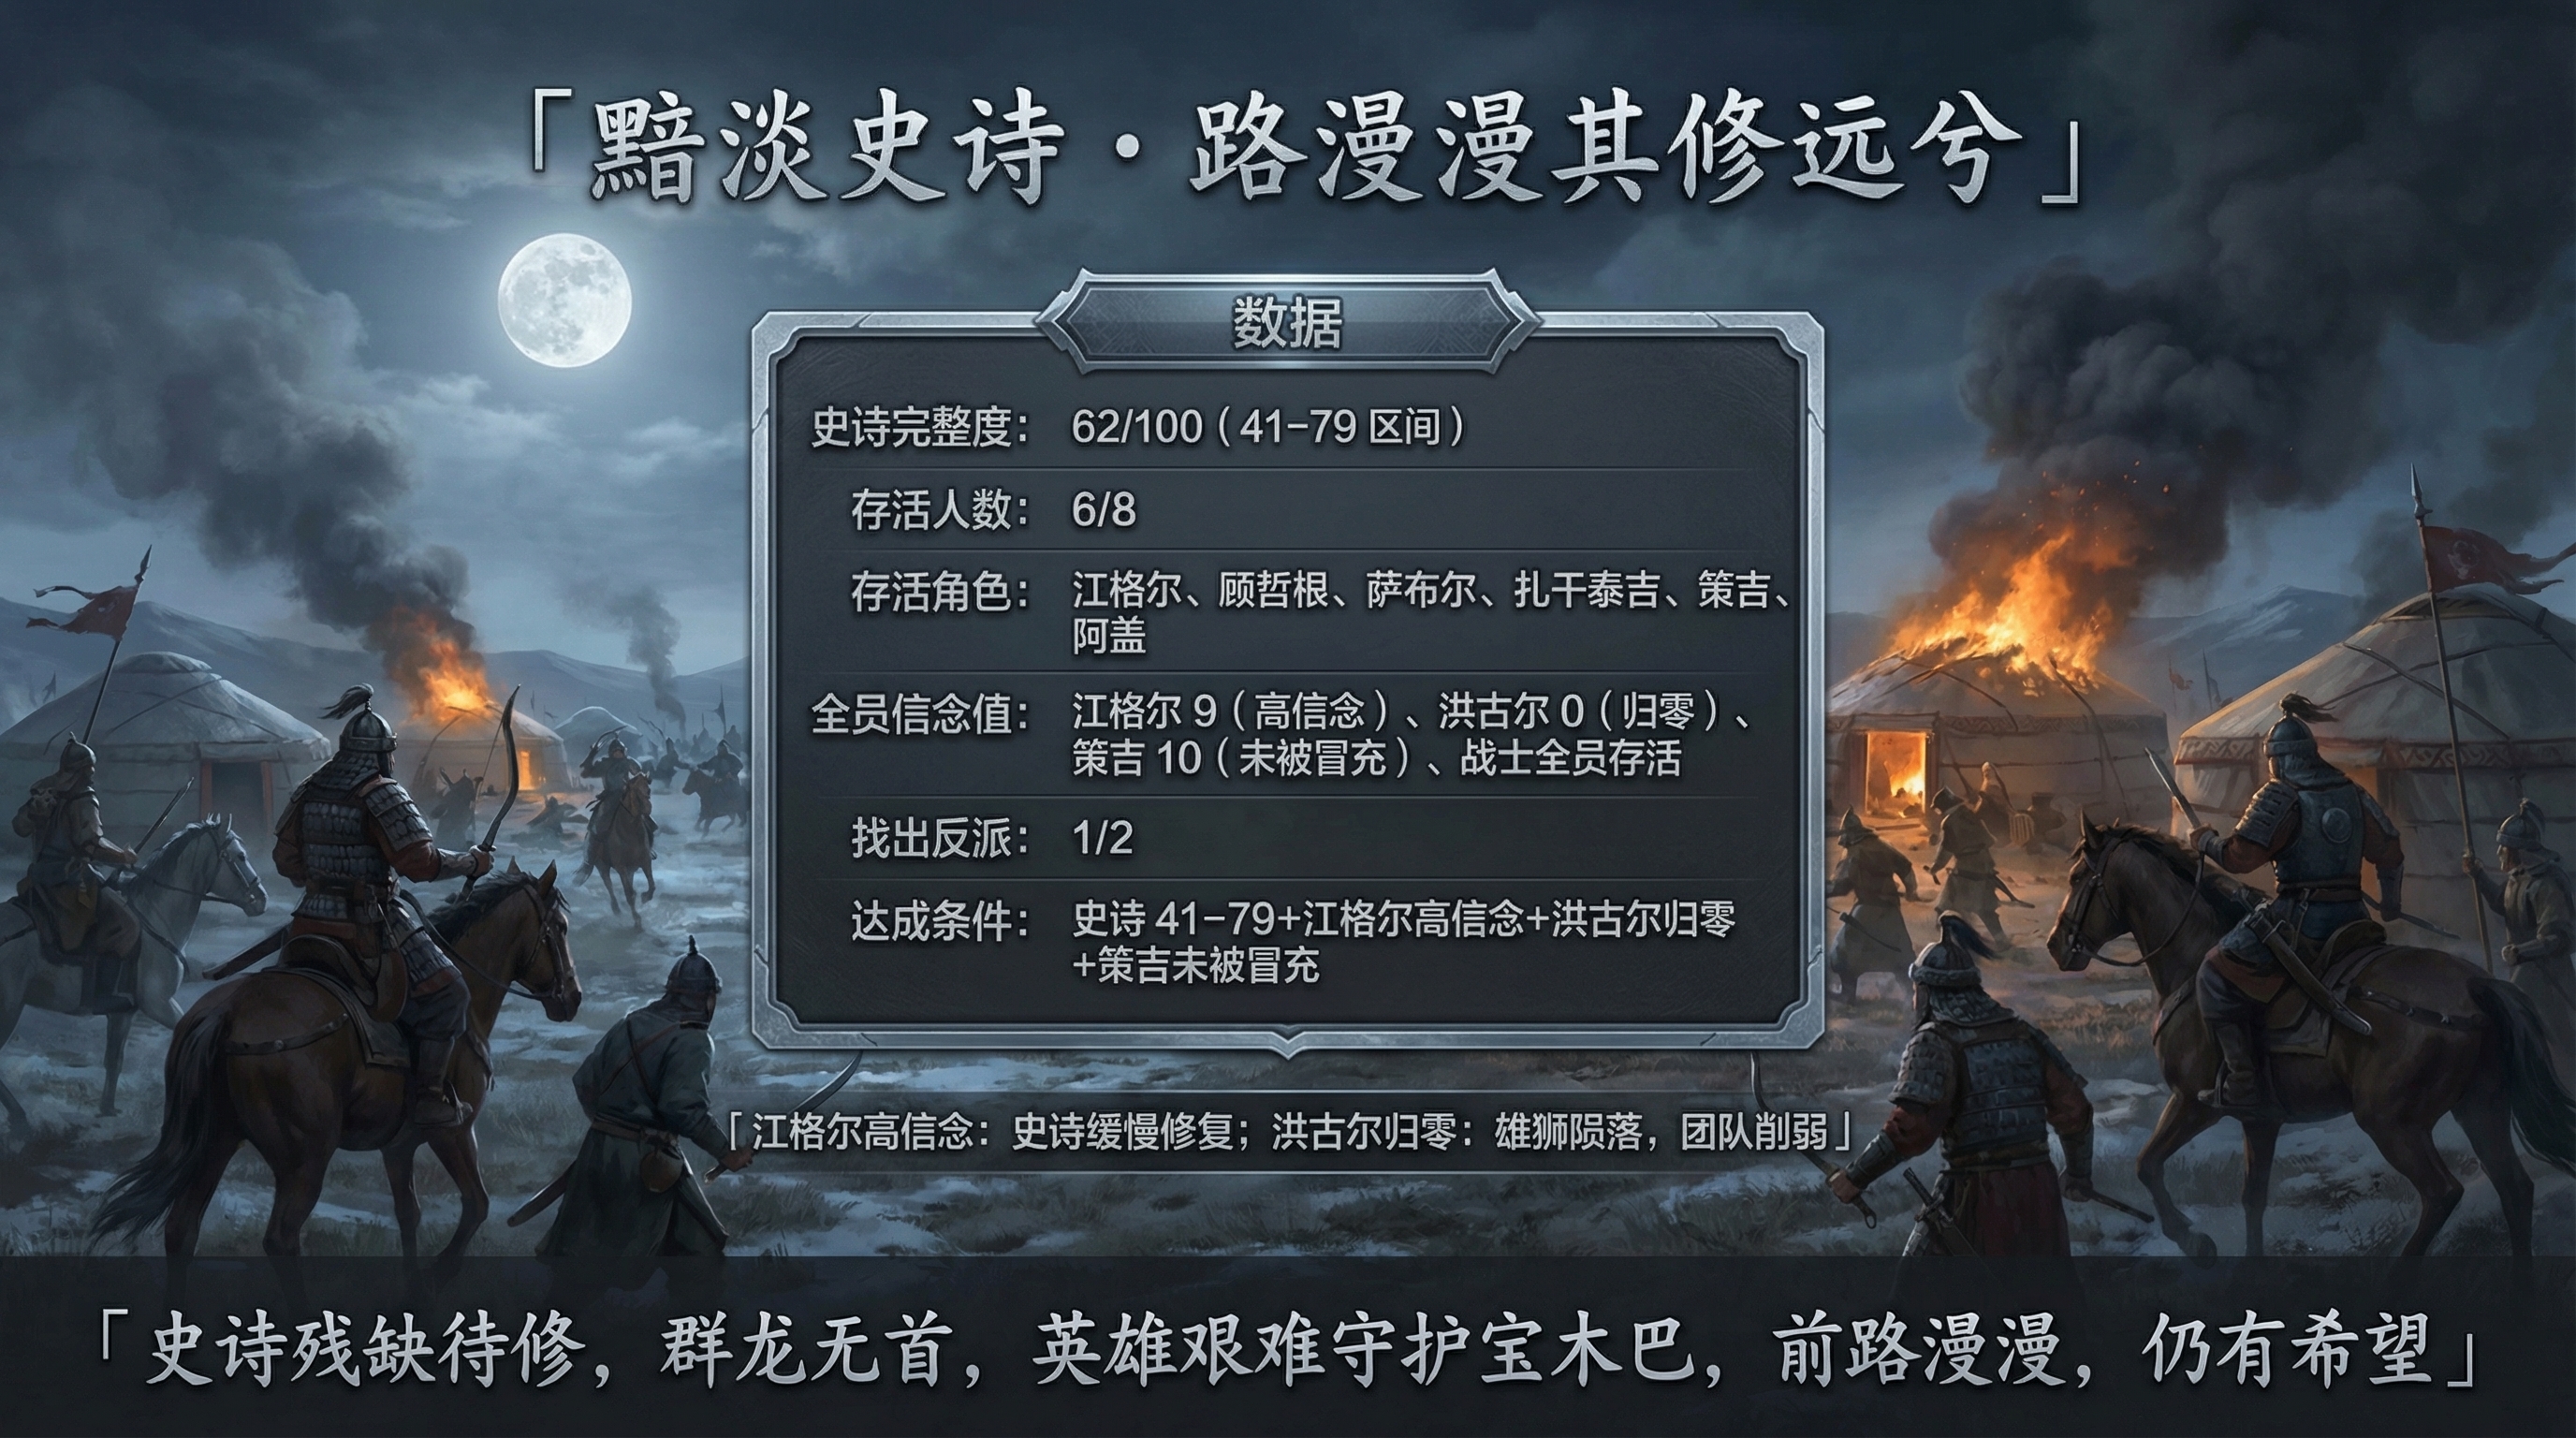 「黯淡史诗·路漫漫其修远兮」
数据
史诗完整度： 62/100（41-79 区间）
存活人数： 6/8
存活角色： 江格尔、顾哲根、萨布尔、扎干泰吉、策吉、
阿盖
全员信念值： 江格尔 9（高信念）、洪古尔 0（归零）、
策吉 10（未被冒充）、战士全员存活
找出反派： 1/2
达成条件： 史诗 41-79+江格尔高信念+洪古尔归零
+策吉未被冒充
「江格尔高信念：史诗缓慢修复；洪古尔归零：雄狮陨落，团队削弱」
「史诗残缺待修，群龙无首，英雄艰难守护宝木巴，前路漫漫，仍有希望」